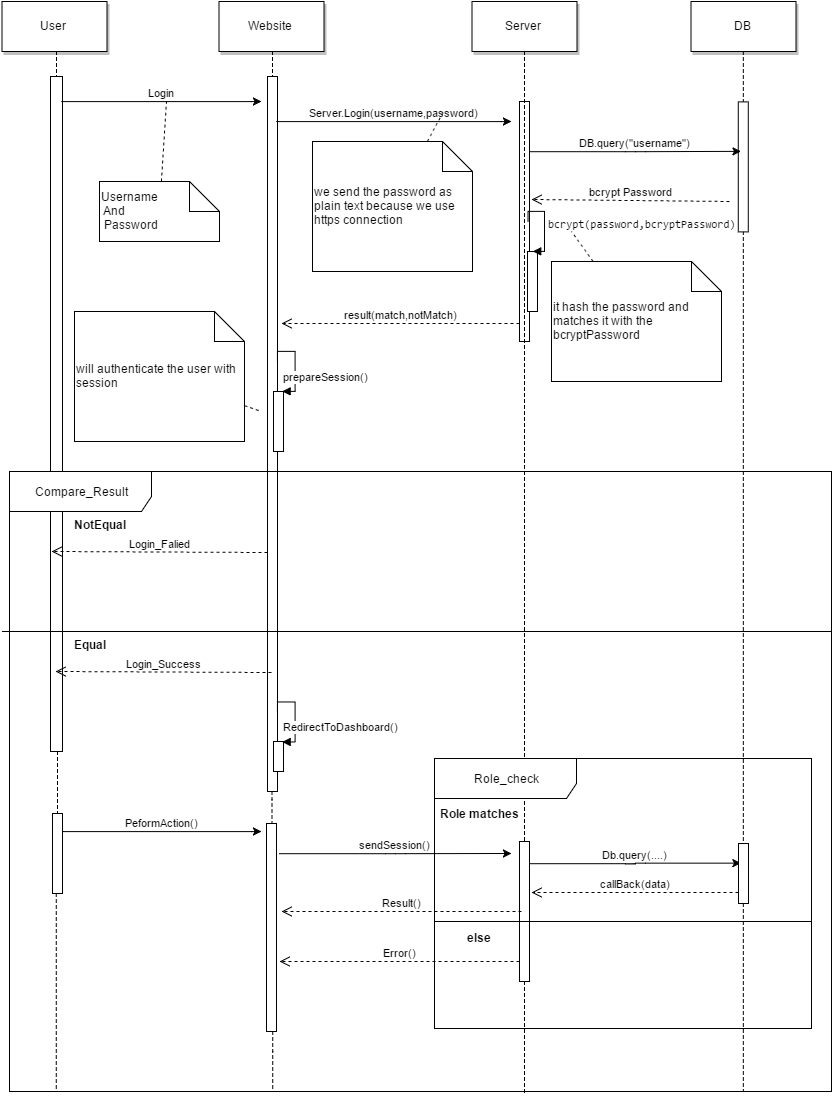 User
Website
Server
DB
Login
Server.Login(username,password)
DB.query("username")
bcrypt Password
Username
And
Password
we send the password as
plain text because we use
https connection
bcrypt(password,bcryptPassword)
it hash the password and
matches it with the
bcryptPassword
result(match,notMatch)
will authenticate the user with
session
prepareSession()
Compare_Result
NotEqual
Login_Falied
Equal
Login_Success
RedirectToDashboard()
Role_check
Role matches
PeformAction()
sendSession()
Db.query(....)
callBack(data)
Result()
else
Error()